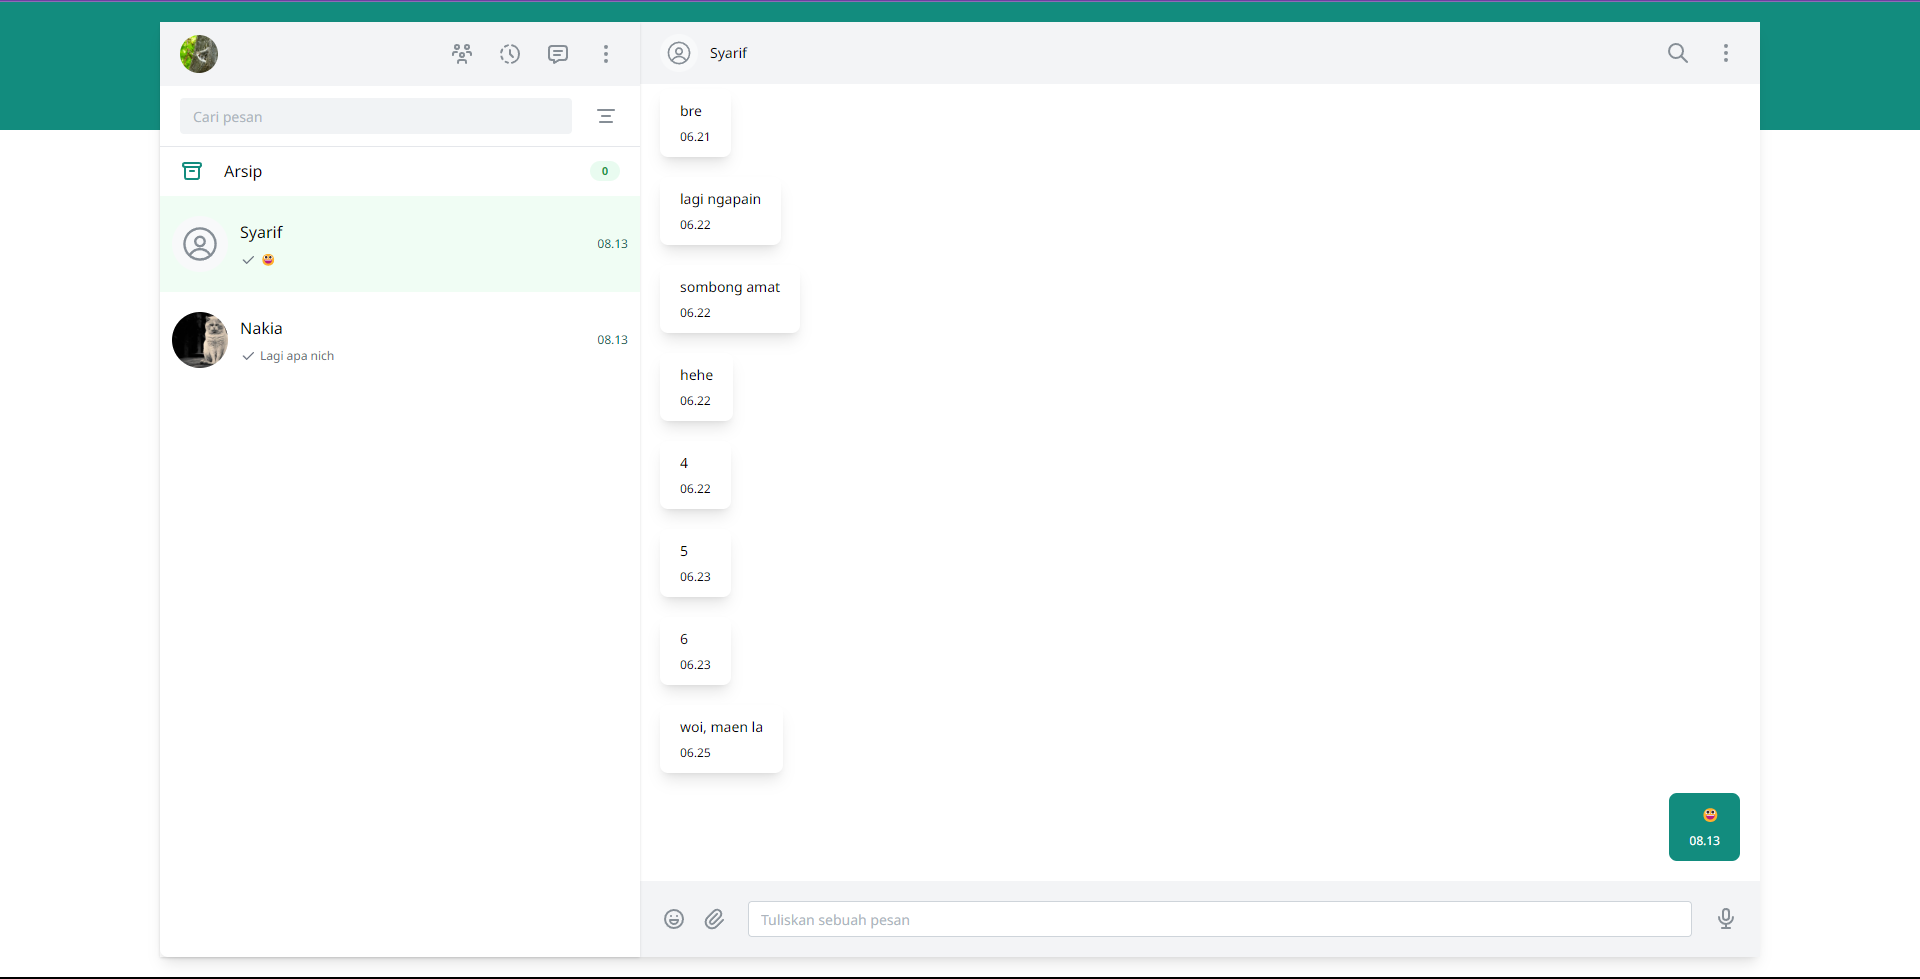 Cari pesan
Arsip
0
Syarif
08.13
😀
Nakia
08.13
Lagi apa nich
Syarif
bre
06.21
lagi ngapain
06.22
sombong amat
06.22
hehe
06.22
4
06.22
5
06.23
6
06.23
woi, maen la
06.25
😀
08.13
Tuliskan sebuah pesan